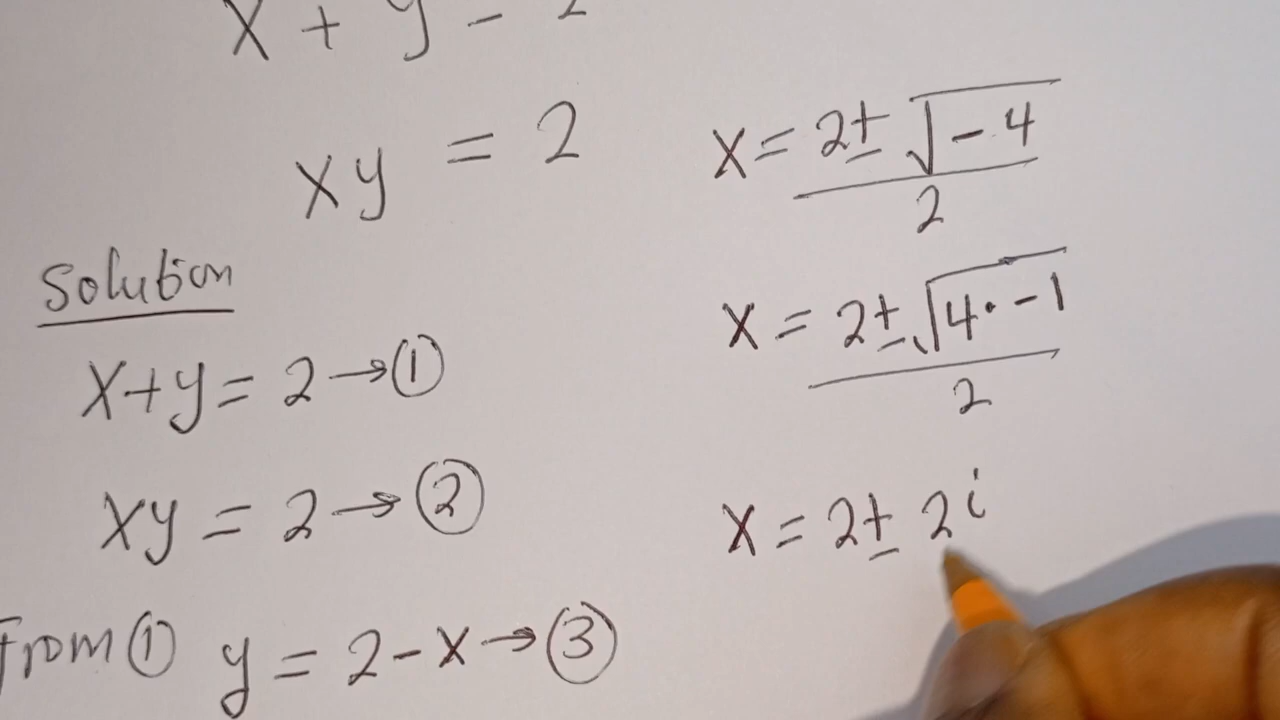 x + y
xy = 2
Solution
x+y = 2 → ①
xy = 2 → ②
From ① y = 2 - x → ③
x = 2 ± √-4
2
x = 2 ± √4·-1
2
x = 2 ± 2i